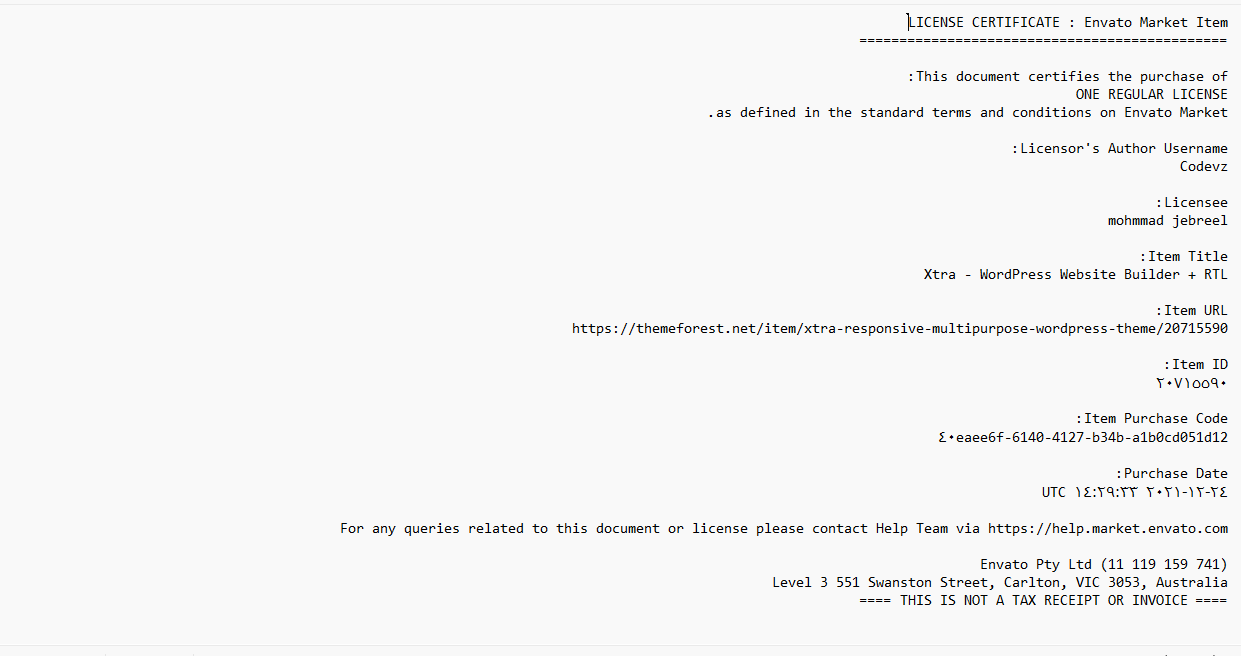 LICENSE CERTIFICATE : Envato Market Item
==============================================
This document certifies the purchase of:
ONE REGULAR LICENSE
as defined in the standard terms and conditions on Envato Market.
Licensor's Author Username:
Codevz
Licensee:
mohmmad jebreel
Item Title:
Xtra - WordPress Website Builder + RTL
Item URL:
https://themeforest.net/item/xtra-responsive-multipurpose-wordpress-theme/20715590
Item ID:
٢٠٧١٥٥٩٠
Item Purchase Code:
٤٠eaee6f-6140-4127-b34b-a1b0cd051d12
Purchase Date:
٢٠٢١-١٢-٢٤ ١٤:٢٩:٣٣ UTC
For any queries related to this document or license please contact Help Team via https://help.market.envato.com
Envato Pty Ltd (11 119 159 741)
Level 3 551 Swanston Street, Carlton, VIC 3053, Australia
==== THIS IS NOT A TAX RECEIPT OR INVOICE ====